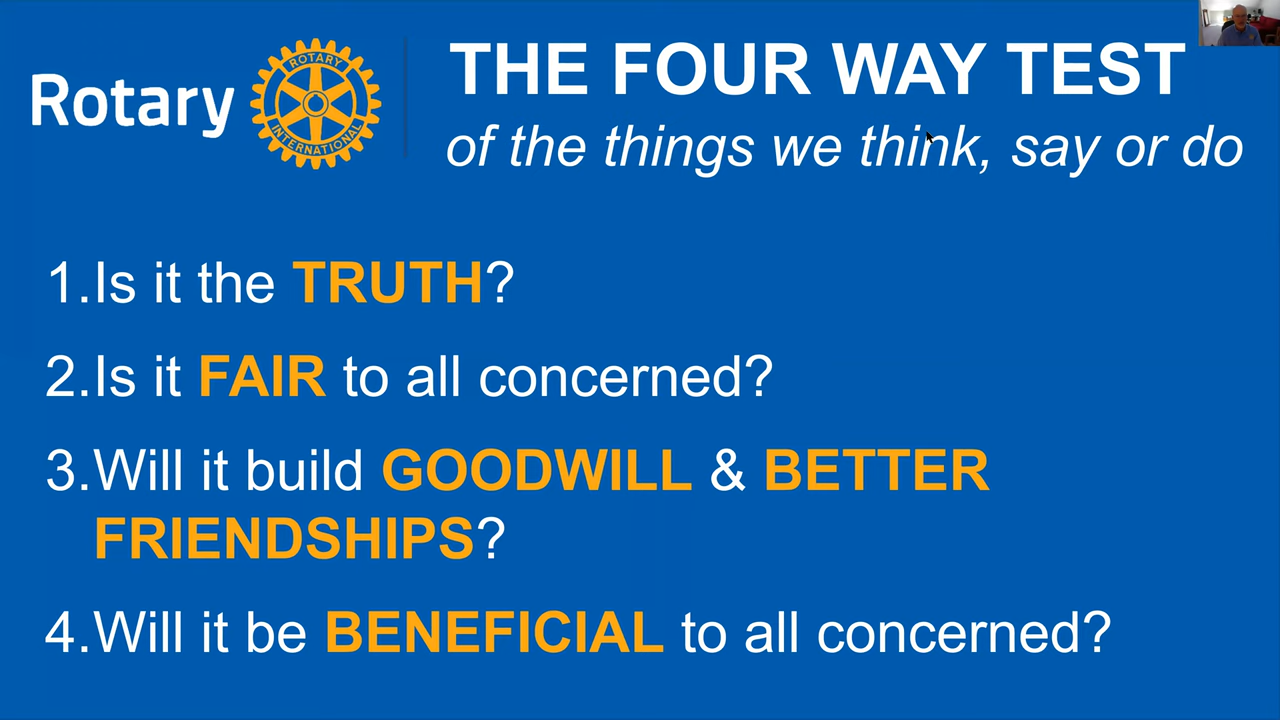 Rotary
ROTARY
INTERNATIONAL
THE FOUR WAY TEST
of the things we think, say or do
1.Is it the TRUTH?
2.Is it FAIR to all concerned?
3.Will it build GOODWILL & BETTER
FRIENDSHIPS?
4.Will it be BENEFICIAL to all concerned?